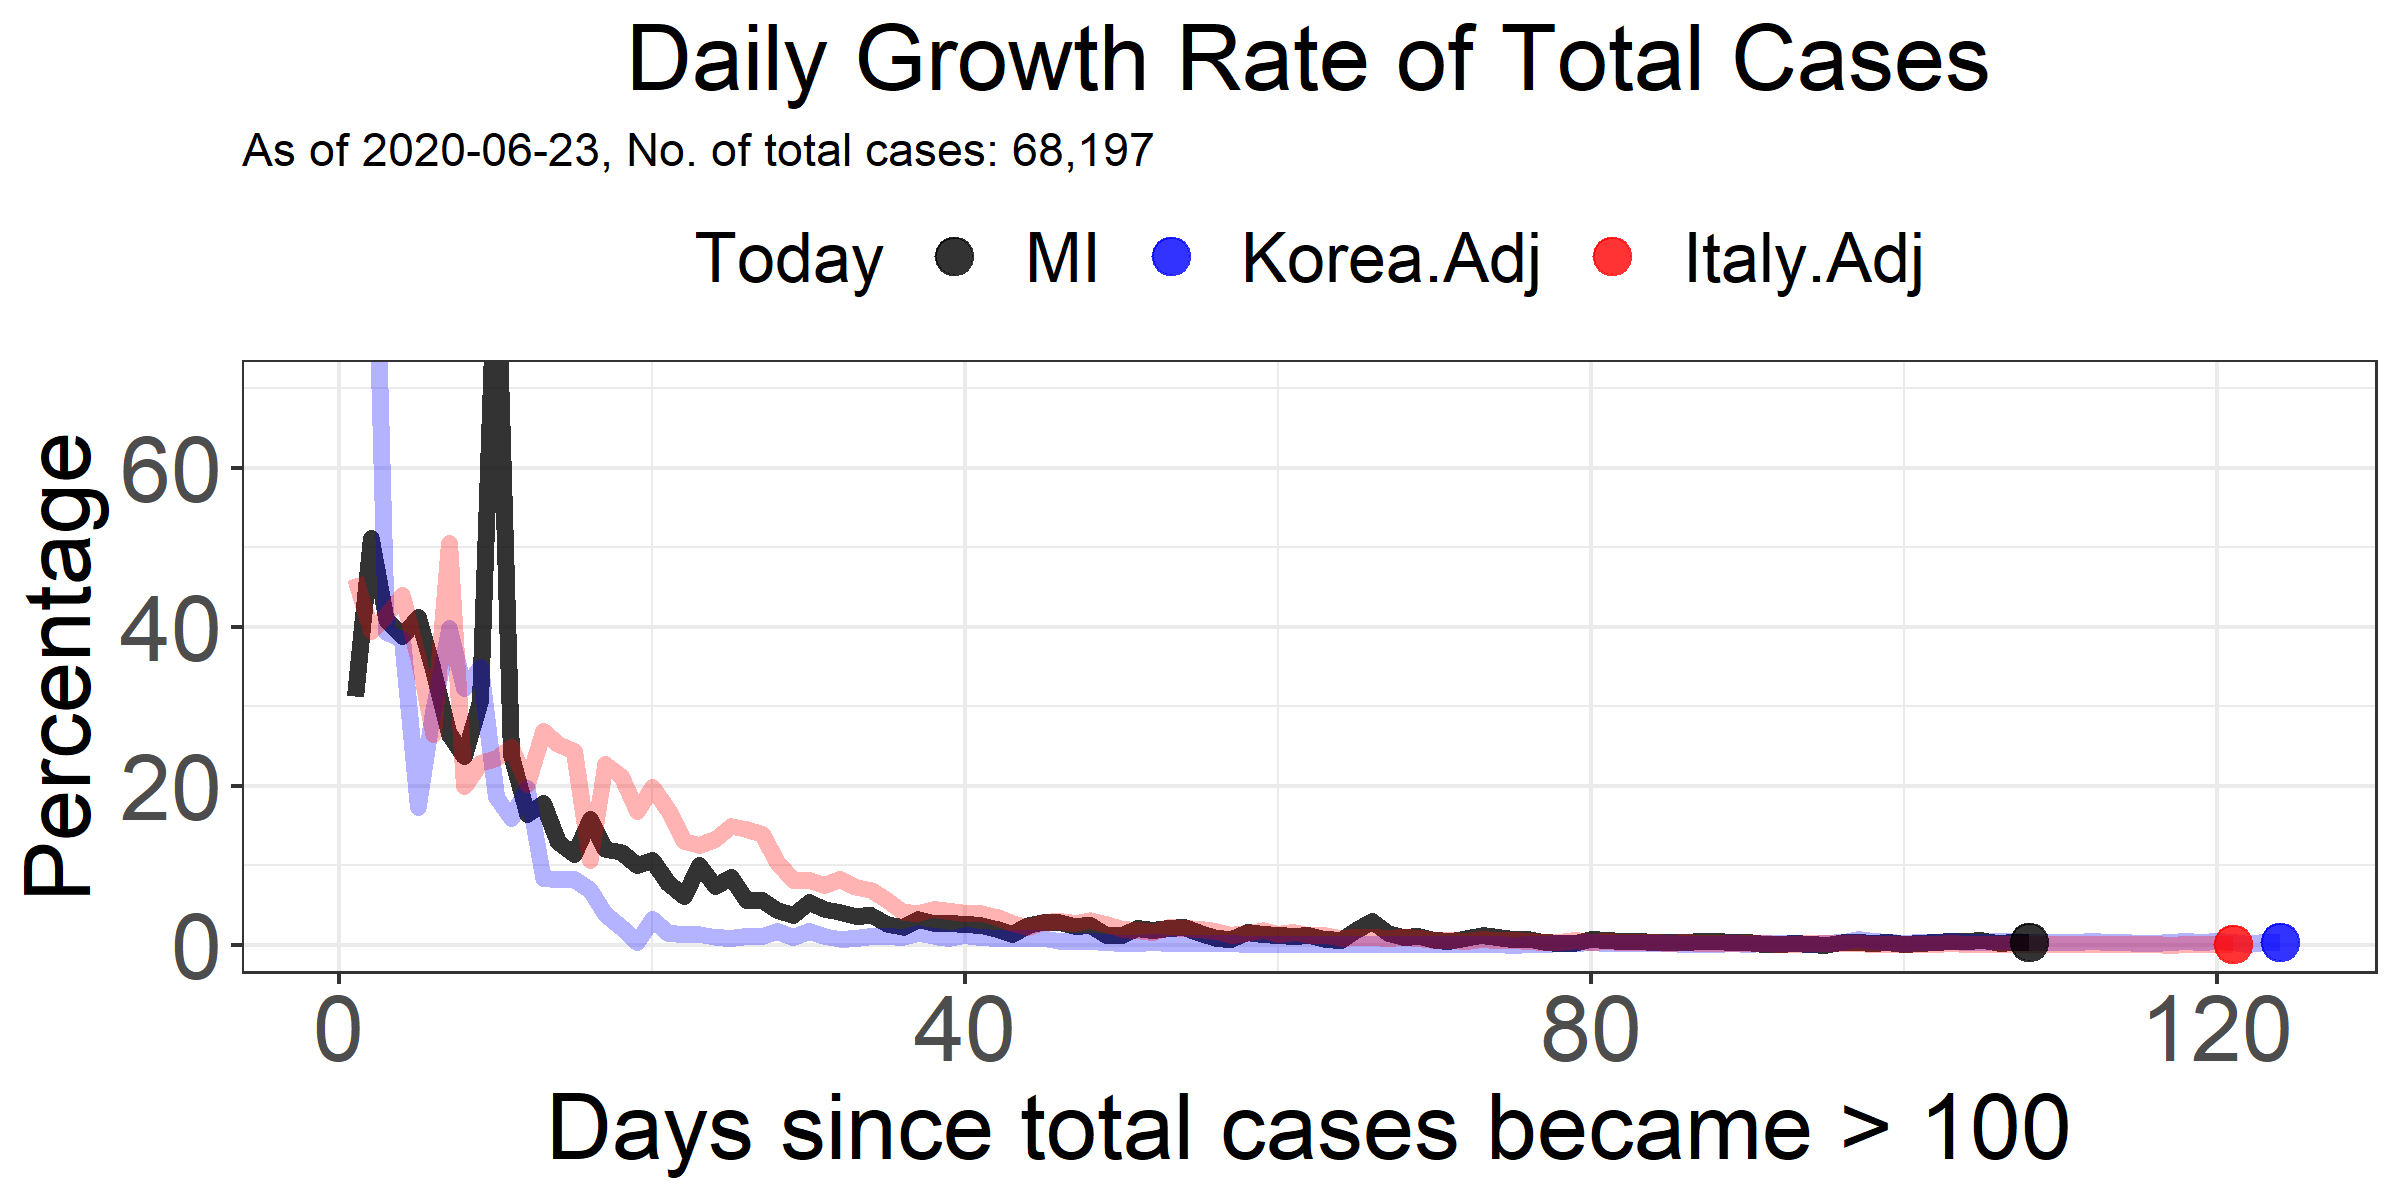 Daily Growth Rate of Total Cases
As of 2020-06-23, No. of total cases: 68,197
Today MI Korea.Adj Italy.Adj
Percentage
60
40
20
0
0 40 80 120
Days since total cases became > 100